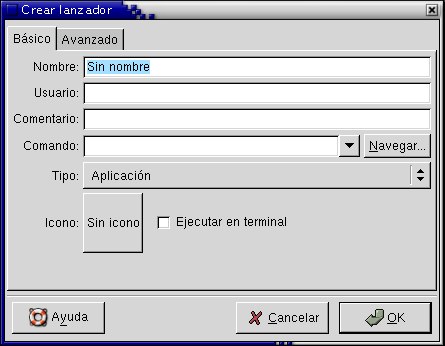 Crear lanzador
Básico Avanzado
Nombre: Sin nombre
Usuario:
Comentario:
Comando: Navegar...
Tipo: Aplicación
Icono: Sin icono Ejecutar en terminal
Ayuda Cancelar OK